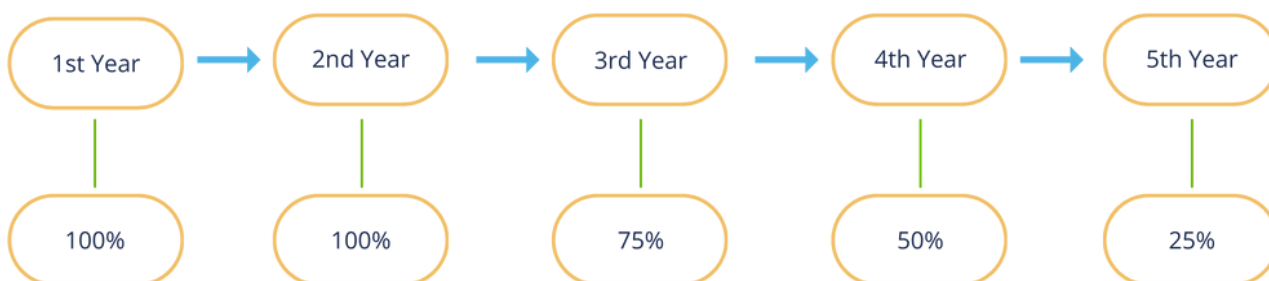 1st Year
2nd Year
3rd Year
4th Year
5th Year
100%
100%
75%
50%
25%